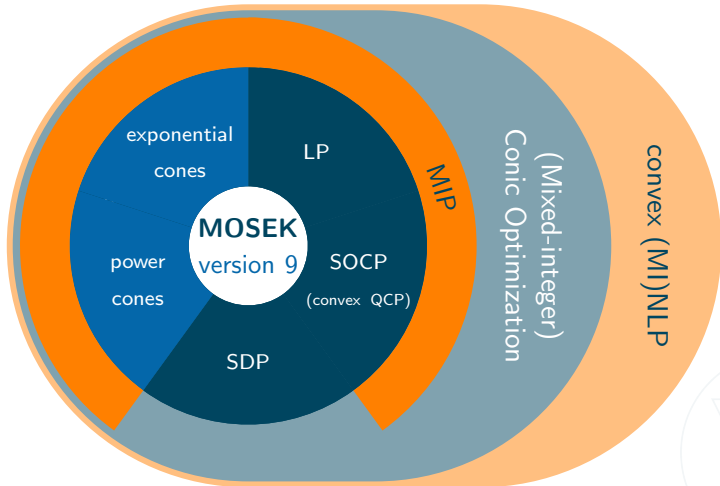 exponential
cones
LP
MIP
(Mixed-integer)
Conic Optimization
convex (MI)NLP
MOSEK
version 9
power
cones
SOCP
(convex QCP)
SDP